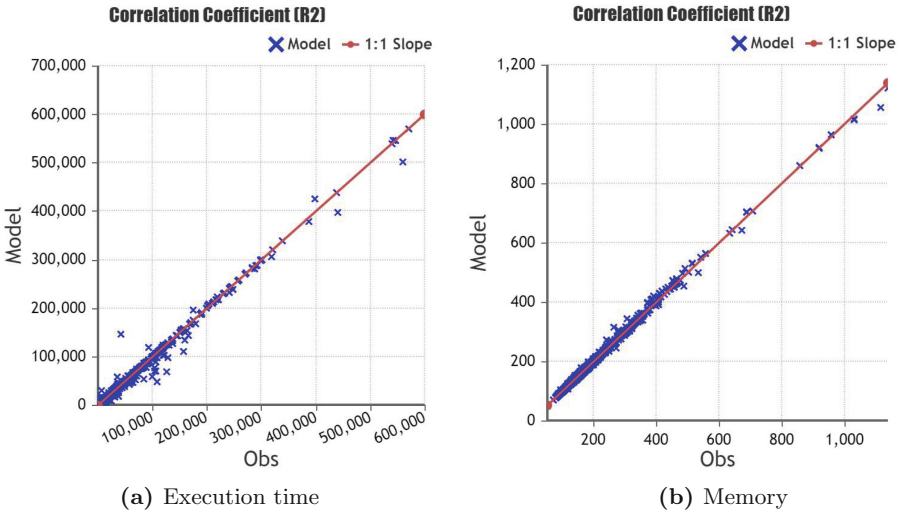 Correlation Coefficient (R2)
Model 1:1 Slope
700,000
600,000
500,000
400,000
300,000
200,000
100,000
0
Model
100,000 200,000 300,000 400,000 500,000 600,000
Obs
(a) Execution time
Correlation Coefficient (R2)
Model 1:1 Slope
1,200
1,000
800
600
400
200
0
Model
200 400 600 800 1,000
Obs
(b) Memory